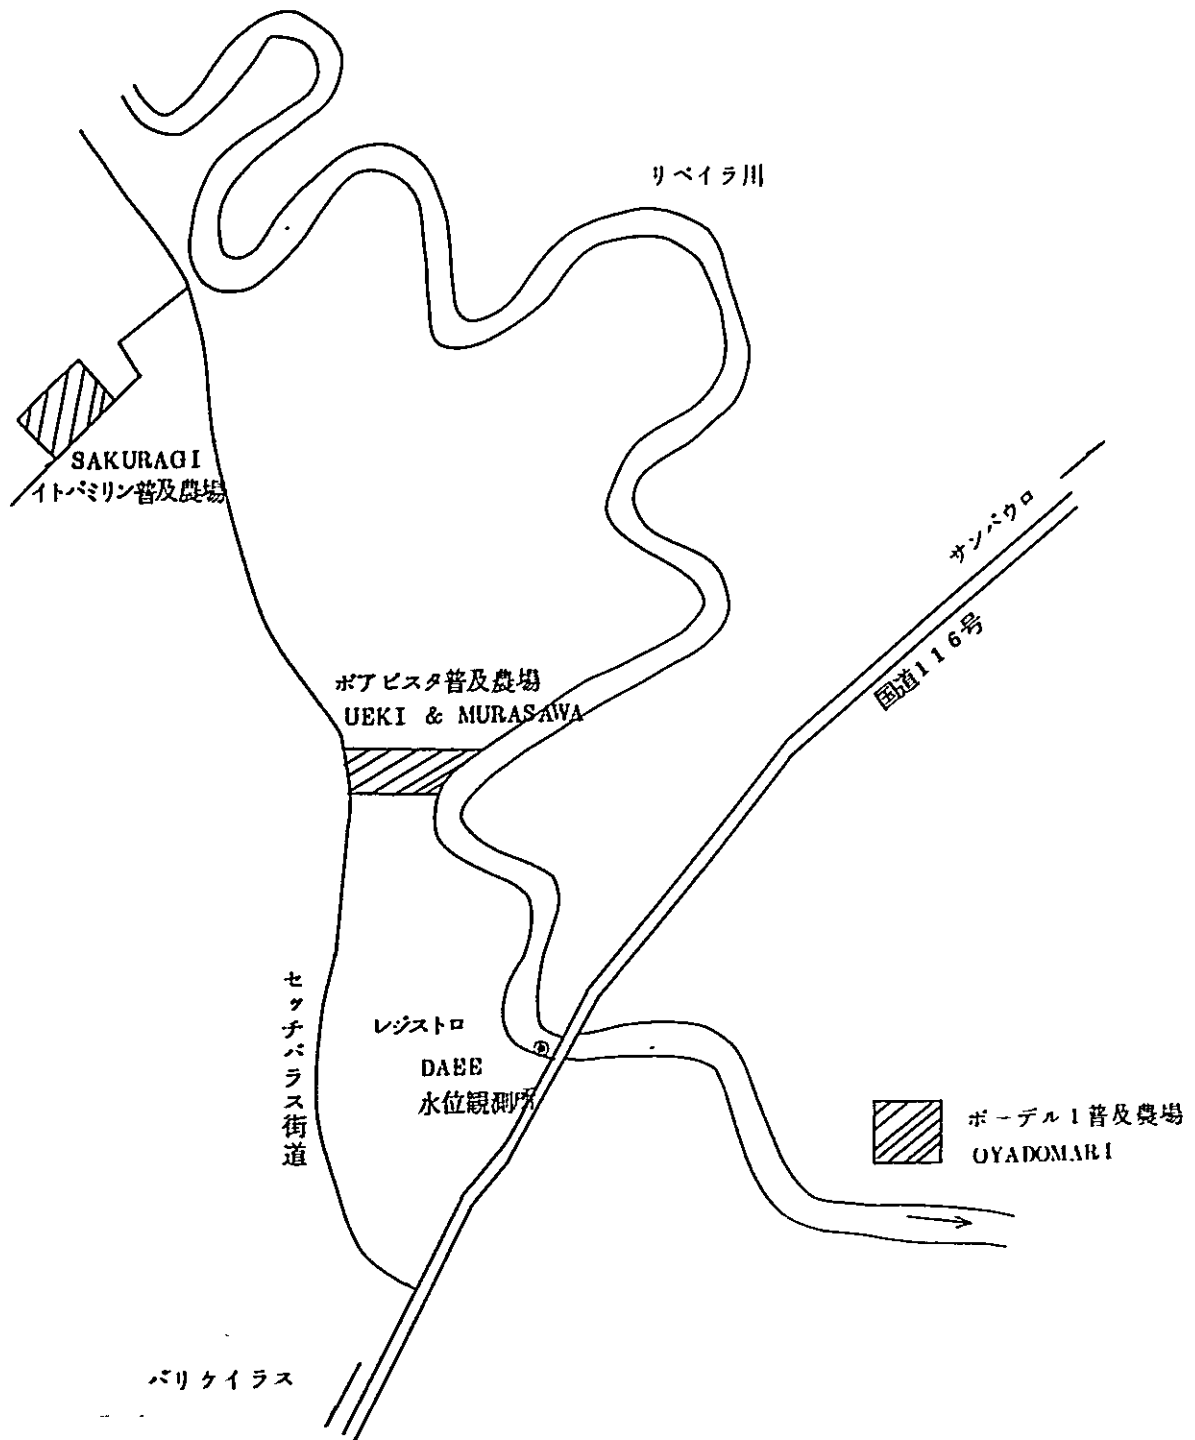 リベイラ川
SAKURAGI
イトパミリン普及農場
サンパウロ
国道116号
ボアビスタ普及農場
UEKI & MURASAWA
セッチバラス街道
レジストロ
DAEE
水位観測所
ボーデル1普及農場
OYADOMARI
パリケイラス